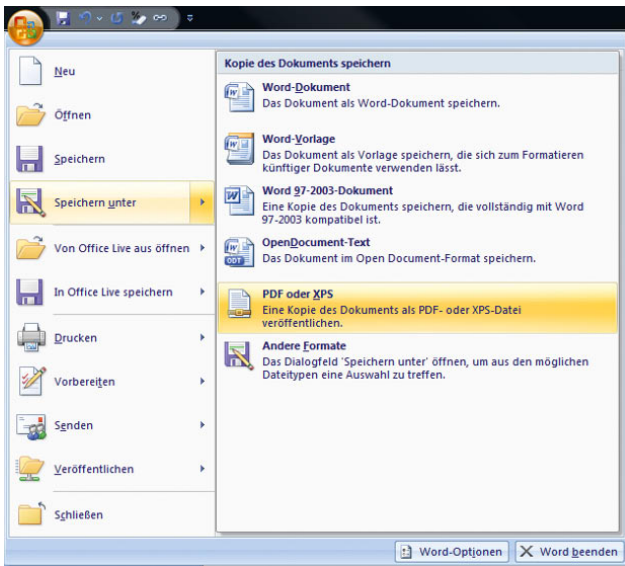 Neu
Öffnen
Speichern
Speichern unter
Von Office Live aus öffnen
In Office Live speichern
Drucken
Vorbereiten
Senden
Veröffentlichen
Schließen
Kopie des Dokuments speichern
Word-Dokument
Das Dokument als Word-Dokument speichern.
Word-Vorlage
Das Dokument als Vorlage speichern, die sich zum Formatieren
künftiger Dokumente verwenden lässt.
Word 97-2003-Dokument
Eine Kopie des Dokuments speichern, die vollständig mit Word
97-2003 kompatibel ist.
OpenDocument-Text
Das Dokument im Open Document-Format speichern.
PDF oder XPS
Eine Kopie des Dokuments als PDF- oder XPS-Datei
veröffentlichen.
Andere Formate
Das Dialogfeld 'Speichern unter' öffnen, um aus den möglichen
Dateitypen eine Auswahl zu treffen.
Word-Optionen
Word beenden